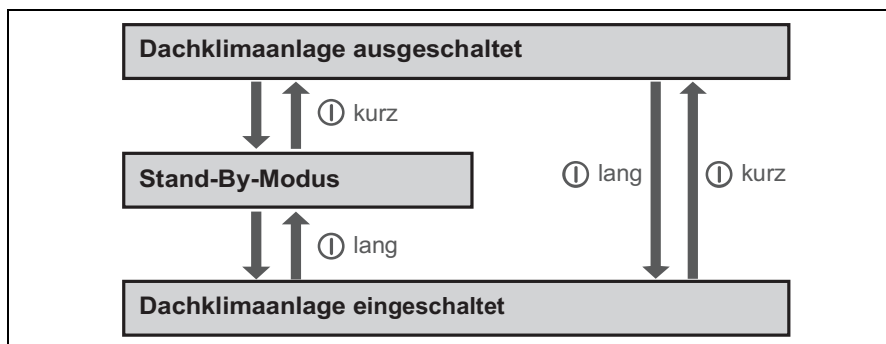 Dachklimaanlage ausgeschaltet
kurz
Stand-By-Modus
lang
kurz
lang
Dachklimaanlage eingeschaltet